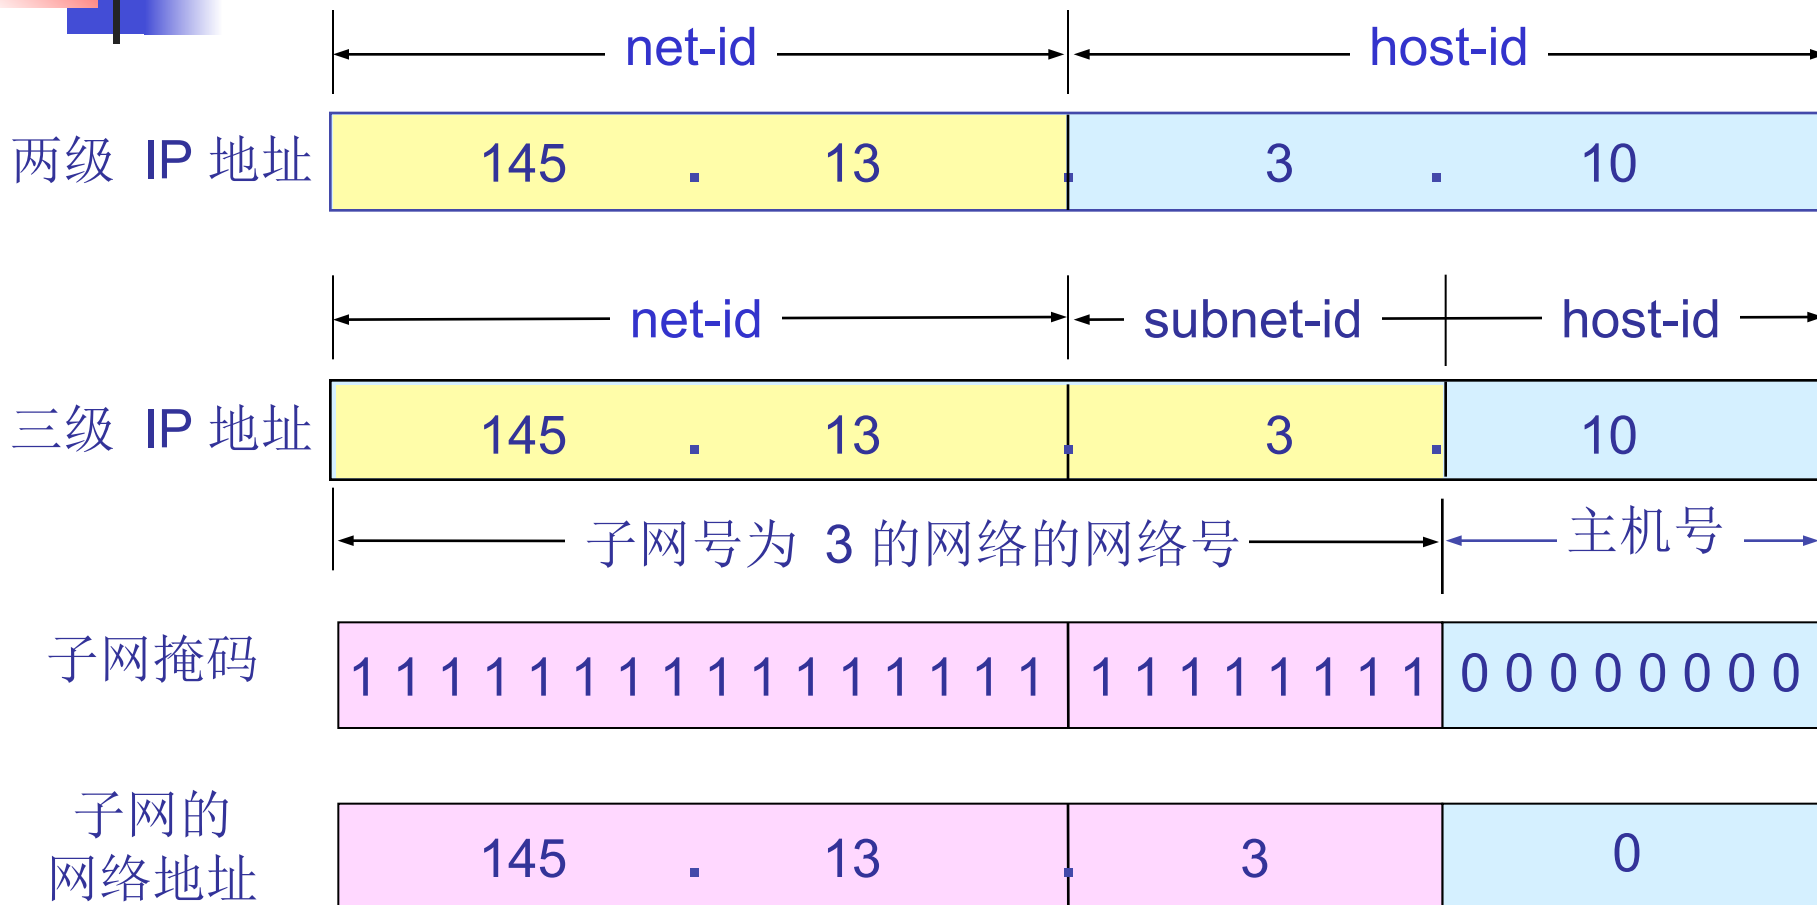 net-id host-id
两级 IP 地址 145 . 13 . 3 . 10
net-id subnet-id host-id
三级 IP 地址 145 . 13 . 3 . 10
子网号为 3 的网络的网络号 主机号
子网掩码 1 1 1 1 1 1 1 1 1 1 1 1 1 1 1 1 1 1 1 1 1 1 1 1 0 0 0 0 0 0 0 0
子网的
网络地址 145 . 13 . 3 0